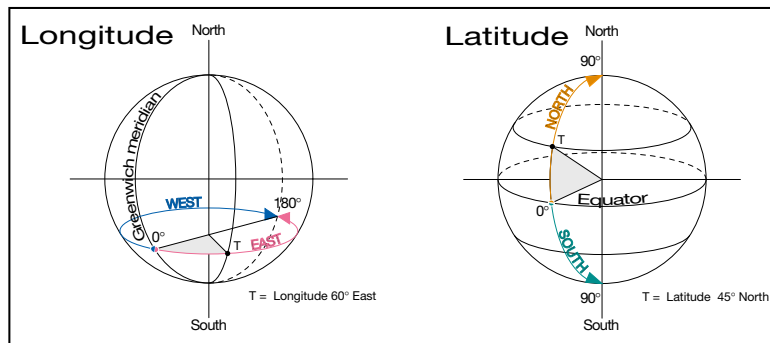 Longitude
North
Greenwich meridian
WEST
180°
0°
EAST
T
T = Longitude 60° East
South
Latitude
North
90°
NORTH
T
Equator
0°
SOUTH
90°
T = Latitude 45° North
South